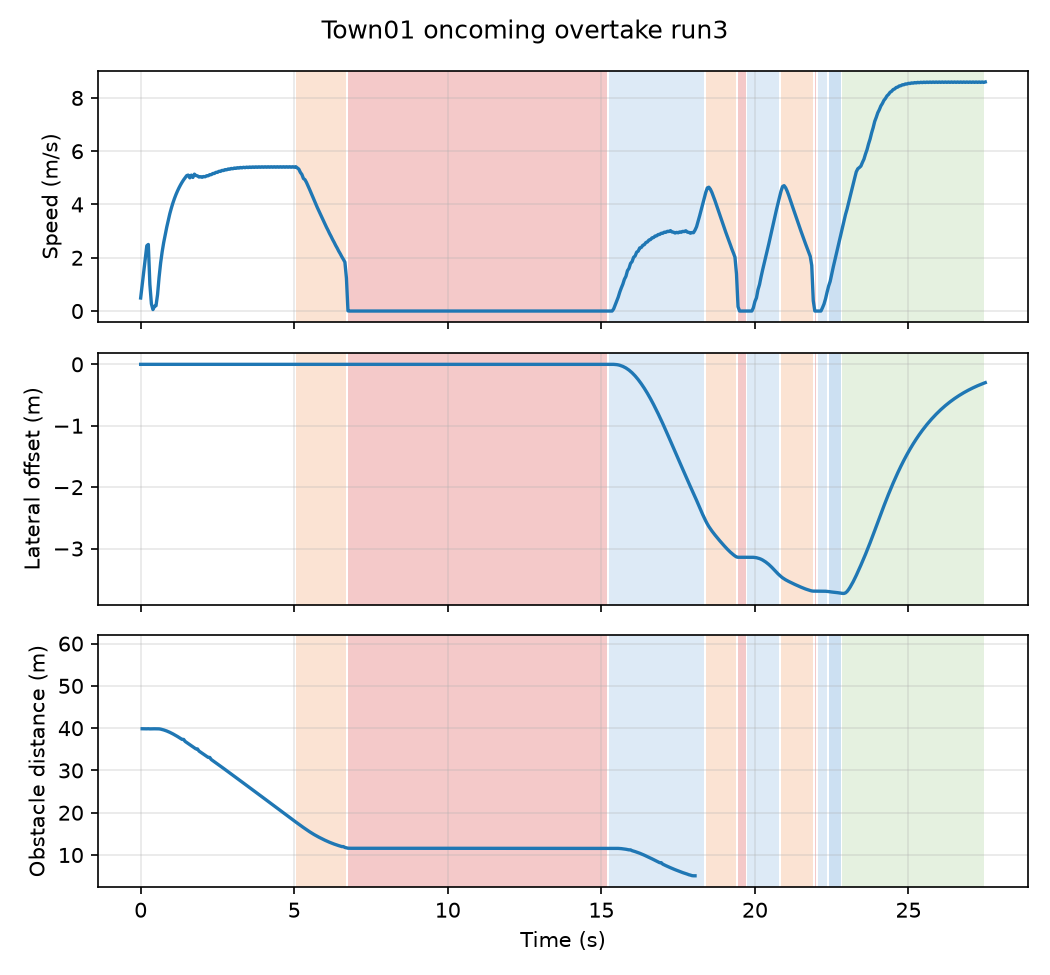 Town01 oncoming overtake run3
Speed (m/s)
8
6
4
2
0
Lateral offset (m)
0
−1
−2
−3
Obstacle distance (m)
60
50
40
30
20
10
0 5 10 15 20 25
Time (s)